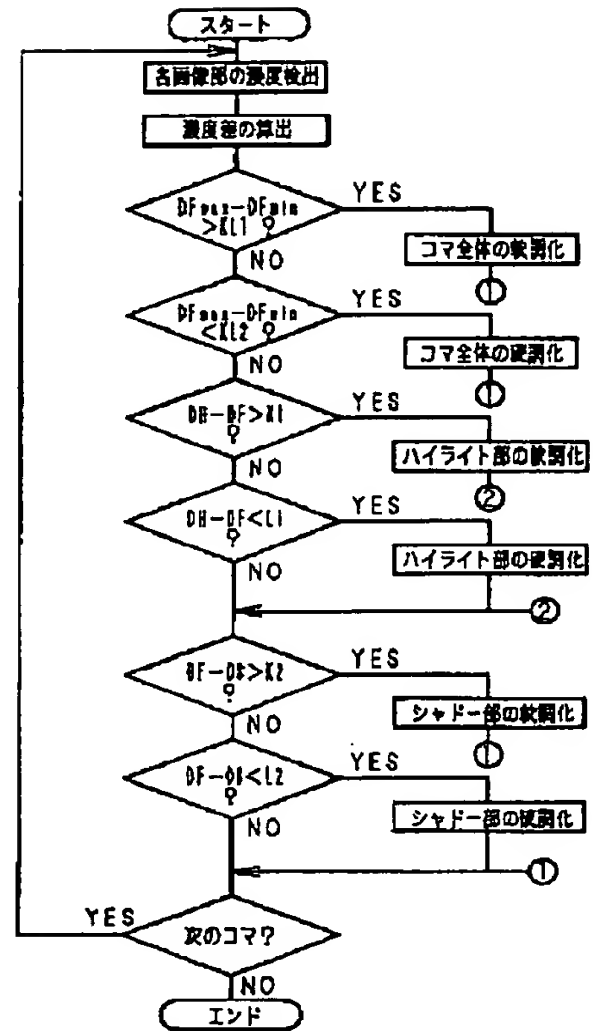 スタート
各画像部の濃度検出
濃度差の算出
DFmax−DFmin
>KL1 ?
YES
コマ全体の軟調化
①
NO
DFmax−DFmin
<KL2 ?
YES
コマ全体の硬調化
①
NO
DH−DF>K1
?
YES
ハイライト部の軟調化
②
NO
DH−DF<L1
?
YES
ハイライト部の硬調化
NO
②
DF−DS>K2
?
YES
シャドー部の軟調化
①
NO
DF−DS<L2
?
YES
シャドー部の硬調化
NO
①
YES
次のコマ?
NO
エンド